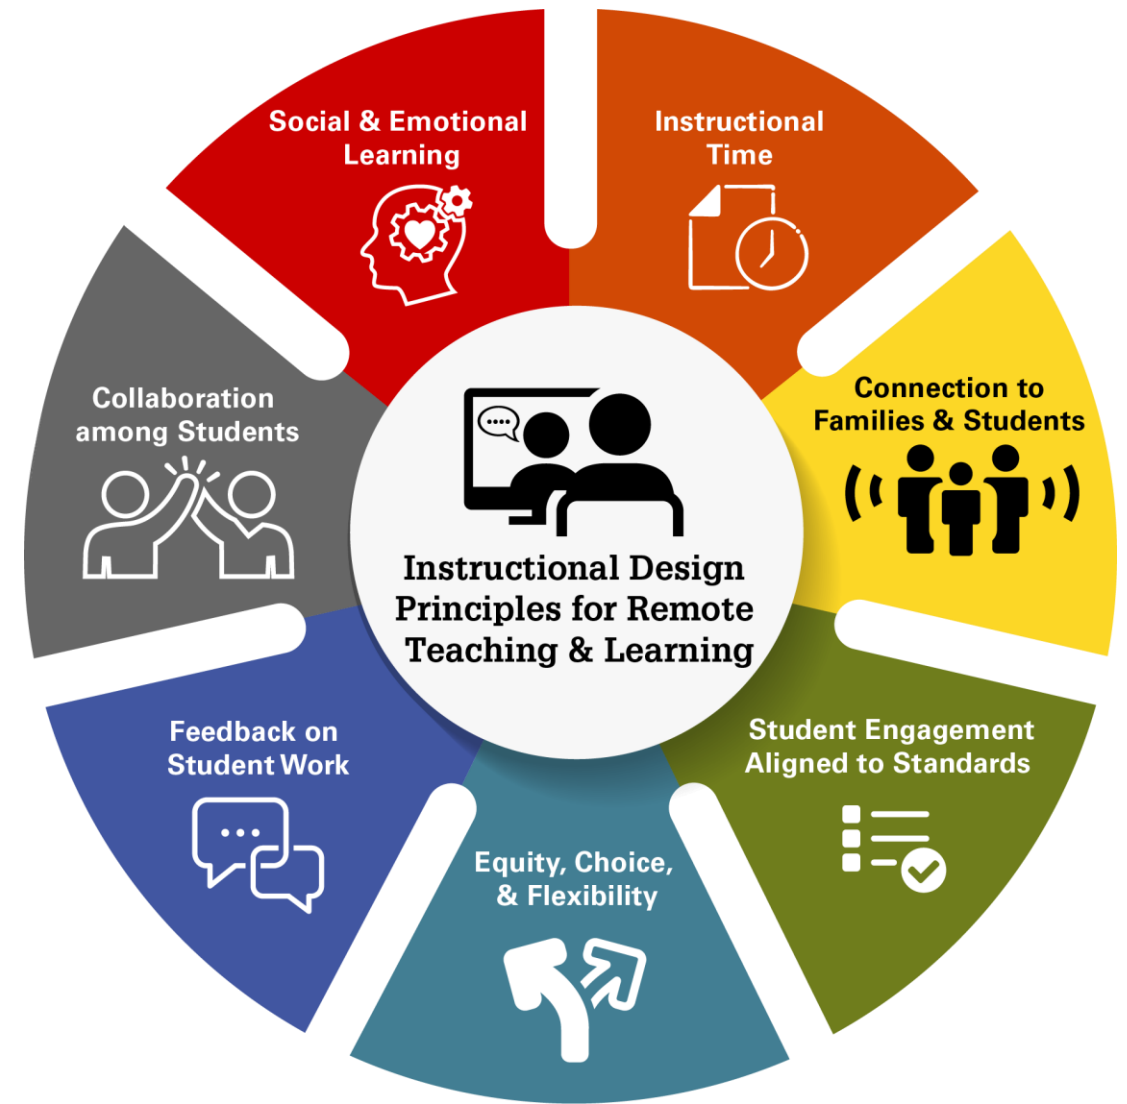 Social & Emotional
Learning
Instructional
Time
Connection to
Families & Students
Collaboration
among Students
Instructional Design
Principles for Remote
Teaching & Learning
Feedback on
Student Work
Student Engagement
Aligned to Standards
Equity, Choice,
& Flexibility